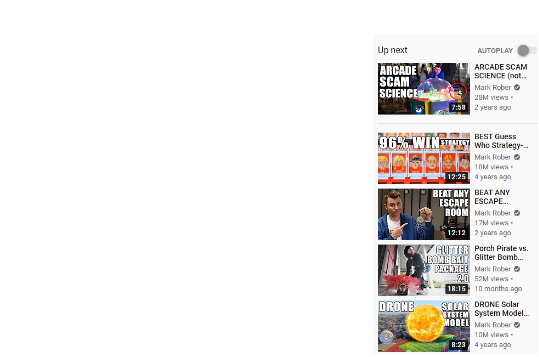 Up next
AUTOPLAY
ARCADE
SCAM
SCIENCE
7:58
ARCADE SCAM
SCIENCE (not...
Mark Rober
28M views •
2 years ago
96% WIN STRATEGY
12:25
BEST Guess
Who Strategy-...
Mark Rober
18M views •
4 years ago
BEAT ANY
ESCAPE
ROOM
12:12
BEAT ANY
ESCAPE...
Mark Rober
17M views •
2 years ago
GLITTER
BOMB BAIT
PACKAGE
2.0
18:15
Porch Pirate vs.
Glitter Bomb...
Mark Rober
52M views •
10 months ago
DRONE SOLAR
SYSTEM
MODEL
8:23
DRONE Solar
System Model...
Mark Rober
10M views •
4 years ago